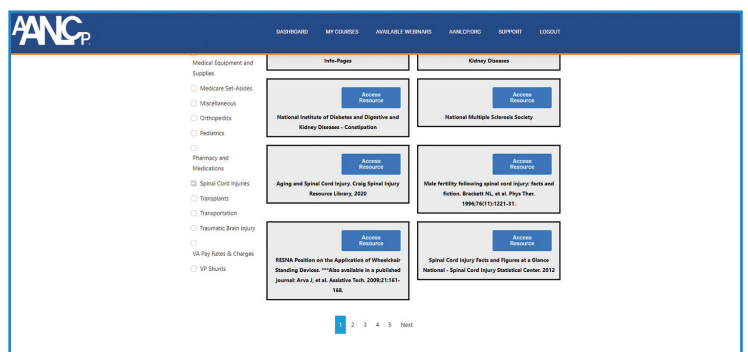 AANLCP
DASHBOARD MY COURSES AVAILABLE WEBINARS AANLCP.ORG SUPPORT LOGOUT
Medical Equipment and
Supplies
Medicare Set-Asides
Miscellaneous
Orthopedics
Pediatrics
Pharmacy and
Medications
Spinal Cord Injuries
Transplants
Transportation
Traumatic Brain Injury
VA Pay Rates & Charges
VP Shunts
Info-Pages
Kidney Diseases
Access
Resource
National Institute of Diabetes and Digestive and
Kidney Diseases - Constipation
Access
Resource
National Multiple Sclerosis Society
Access
Resource
Aging and Spinal Cord Injury. Craig Spinal Injury
Resource Library, 2020
Access
Resource
Male fertility following spinal cord injury: facts and
fiction. Brackett NL, et al. Phys Ther.
1996;76(11):1221-31.
Access
Resource
RESNA Position on the Application of Wheelchair
Standing Devices. ***Also available in a published
journal: Arva J, et al. Assistive Tech. 2009;21:161-
168.
Access
Resource
Spinal Cord injury Facts and Figures at a Glance
National - Spinal Cord Injury Statistical Center. 2012
1 2 3 4 5 Next